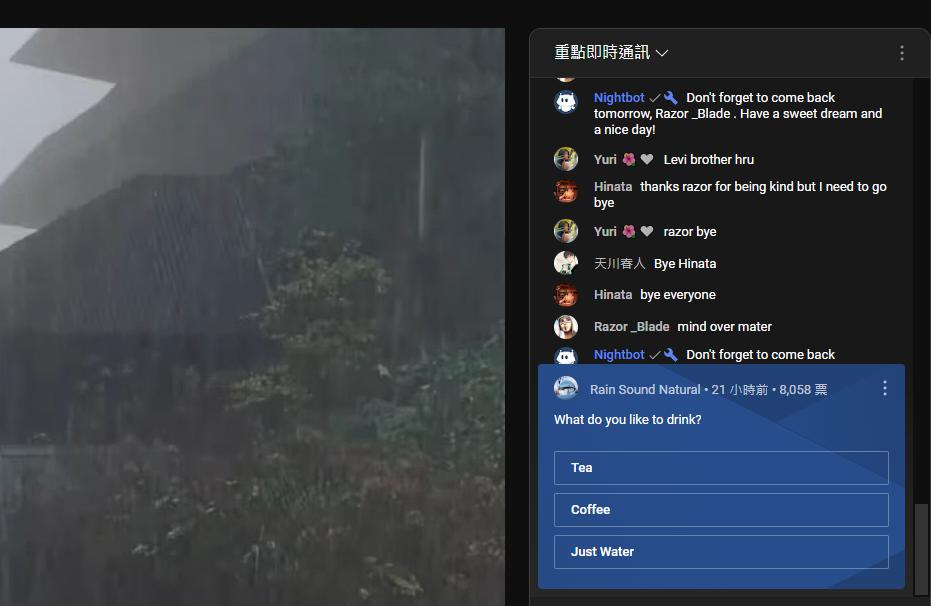 重點即時通訊
Nightbot Don't forget to come back
tomorrow, Razor _Blade . Have a sweet dream and
a nice day!
Yuri 🌺 🤍 Levi brother hru
Hinata thanks razor for being kind but I need to go
bye
Yuri 🌺 🤍 razor bye
天川春人 Bye Hinata
Hinata bye everyone
Razor _Blade mind over mater
Nightbot Don't forget to come back
Rain Sound Natural • 21 小時前 • 8,058 票
What do you like to drink?
Tea
Coffee
Just Water